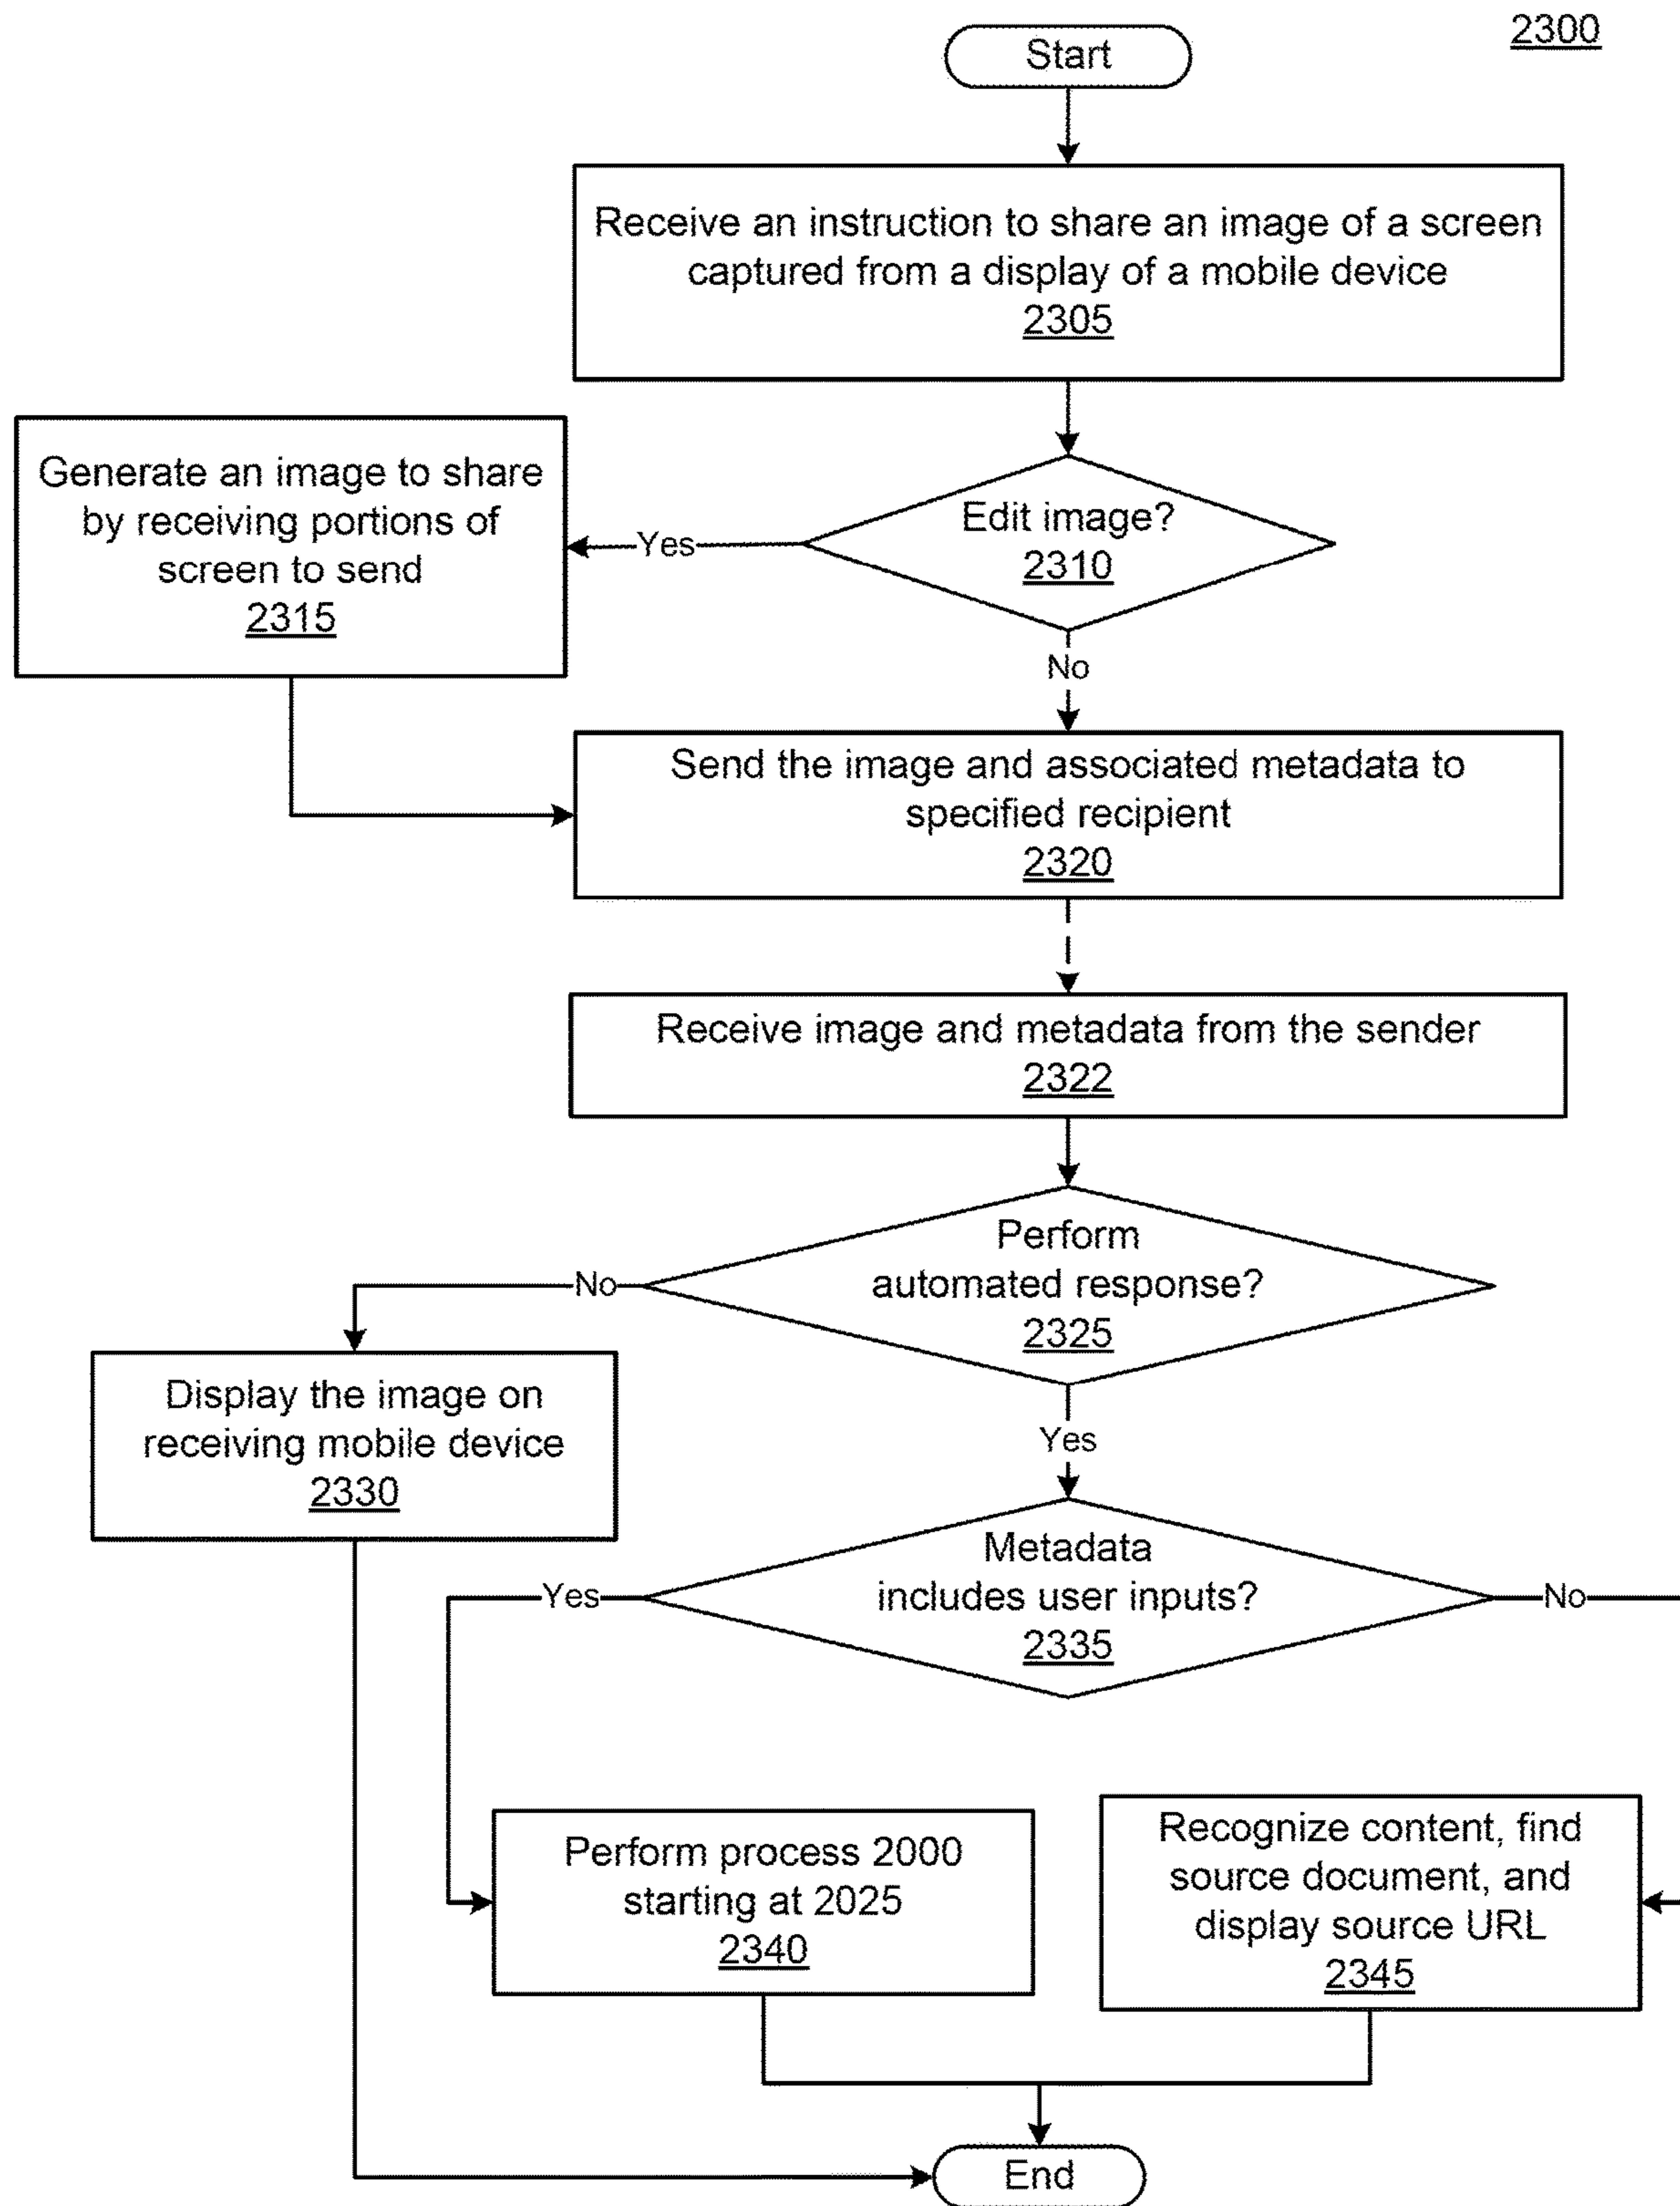 2300
Start
Receive an instruction to share an image of a screen
captured from a display of a mobile device
2305
Generate an image to share
by receiving portions of
screen to send
2315
Edit image?
2310
Yes
No
Send the image and associated metadata to
specified recipient
2320
Receive image and metadata from the sender
2322
Perform
automated response?
2325
No
Yes
Display the image on
receiving mobile device
2330
Metadata
includes user inputs?
2335
Yes
No
Perform process 2000
starting at 2025
2340
Recognize content, find
source document, and
display source URL
2345
End